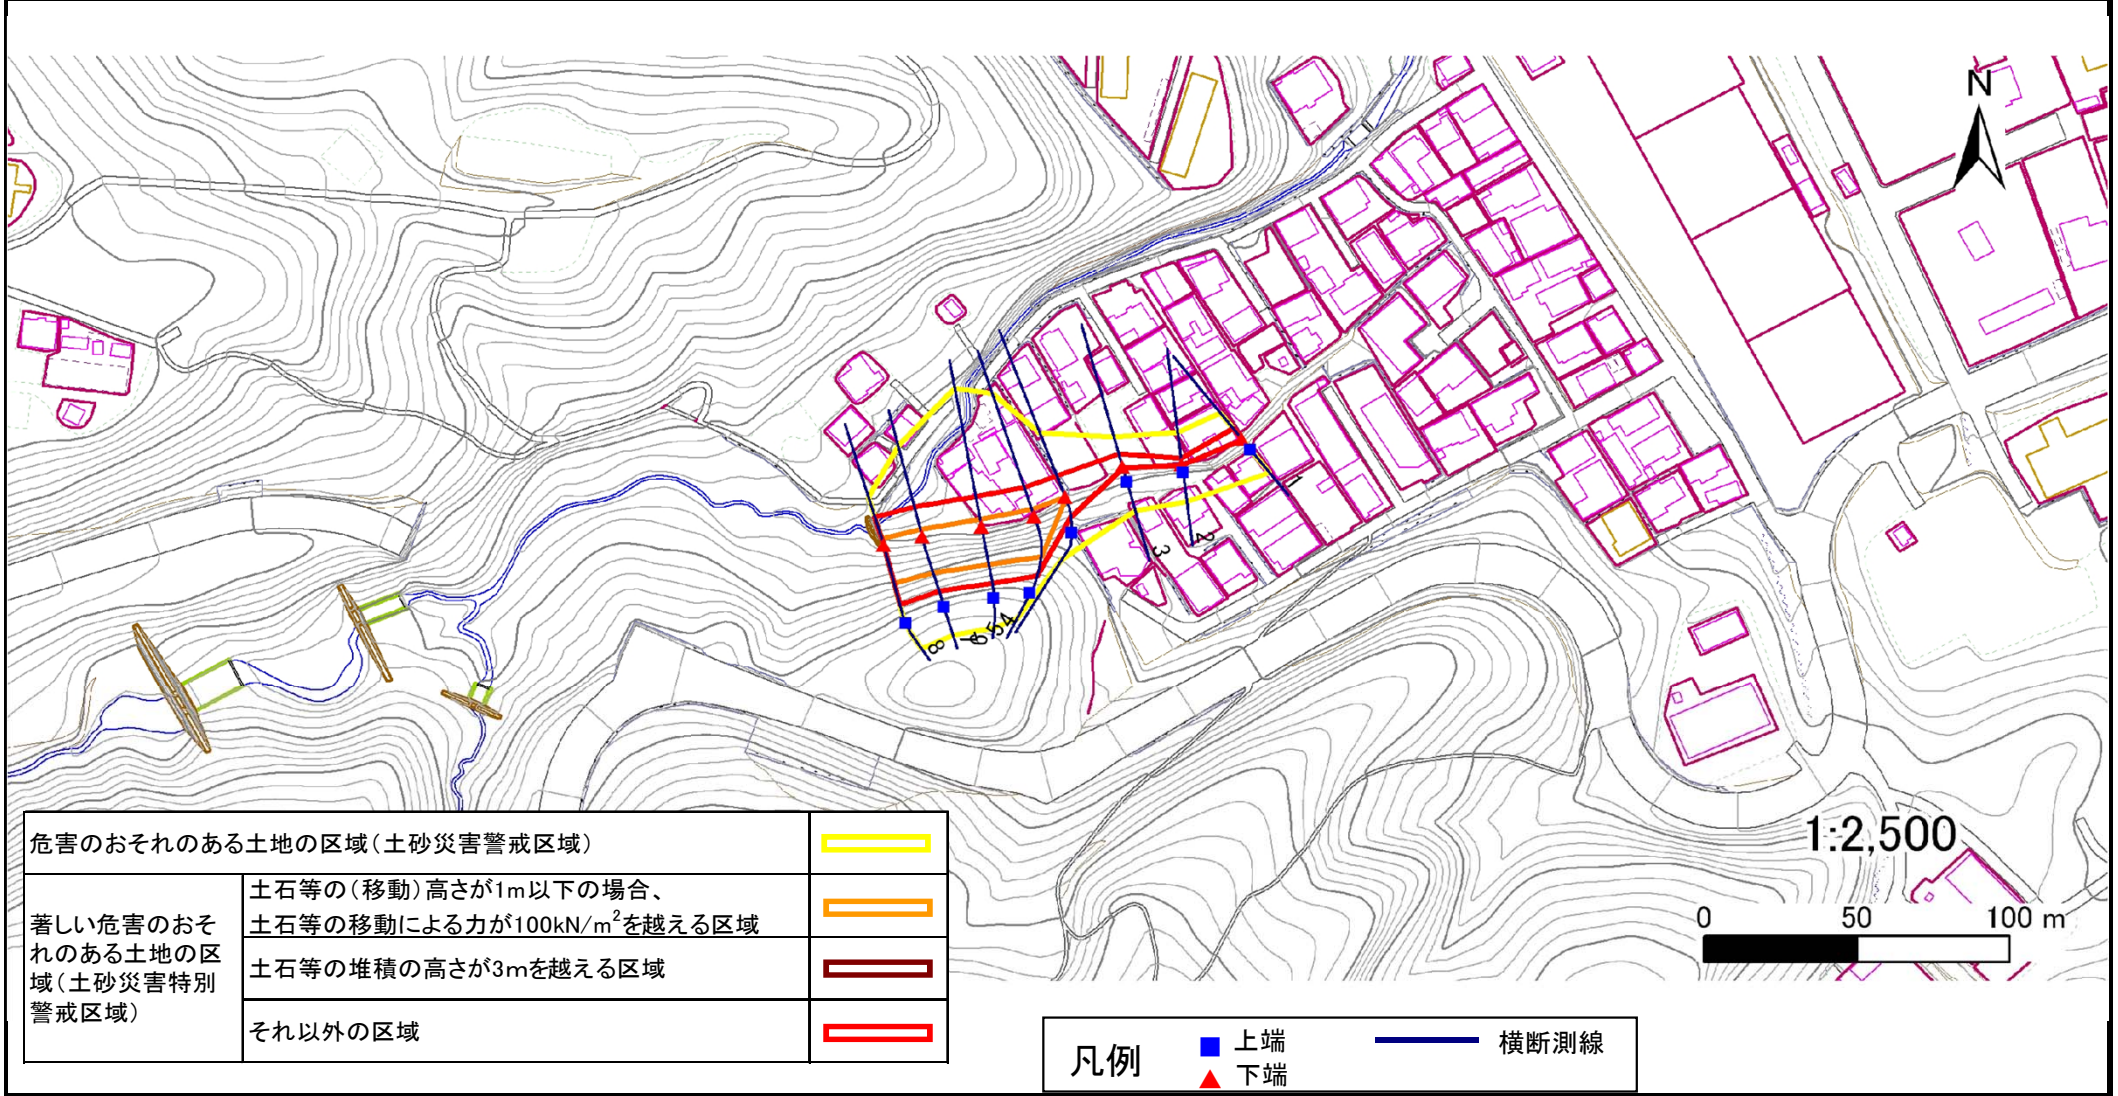 N
1
2
3
4
5
6
8
1:2,500
0 50 100 m
危害のおそれのある土地の区域(土砂災害警戒区域)
著しい危害のおそ
れのある土地の区
域(土砂災害特別
警戒区域)
土石等の(移動)高さが1m以下の場合、
土石等の移動による力が100kN/m²を越える区域
土石等の堆積の高さが3mを越える区域
それ以外の区域
凡例
上端
下端
横断測線